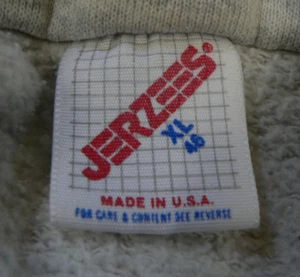 JERZEES®
XL
46
MADE IN U.S.A.
FOR CARE & CONTENT SEE REVERSE